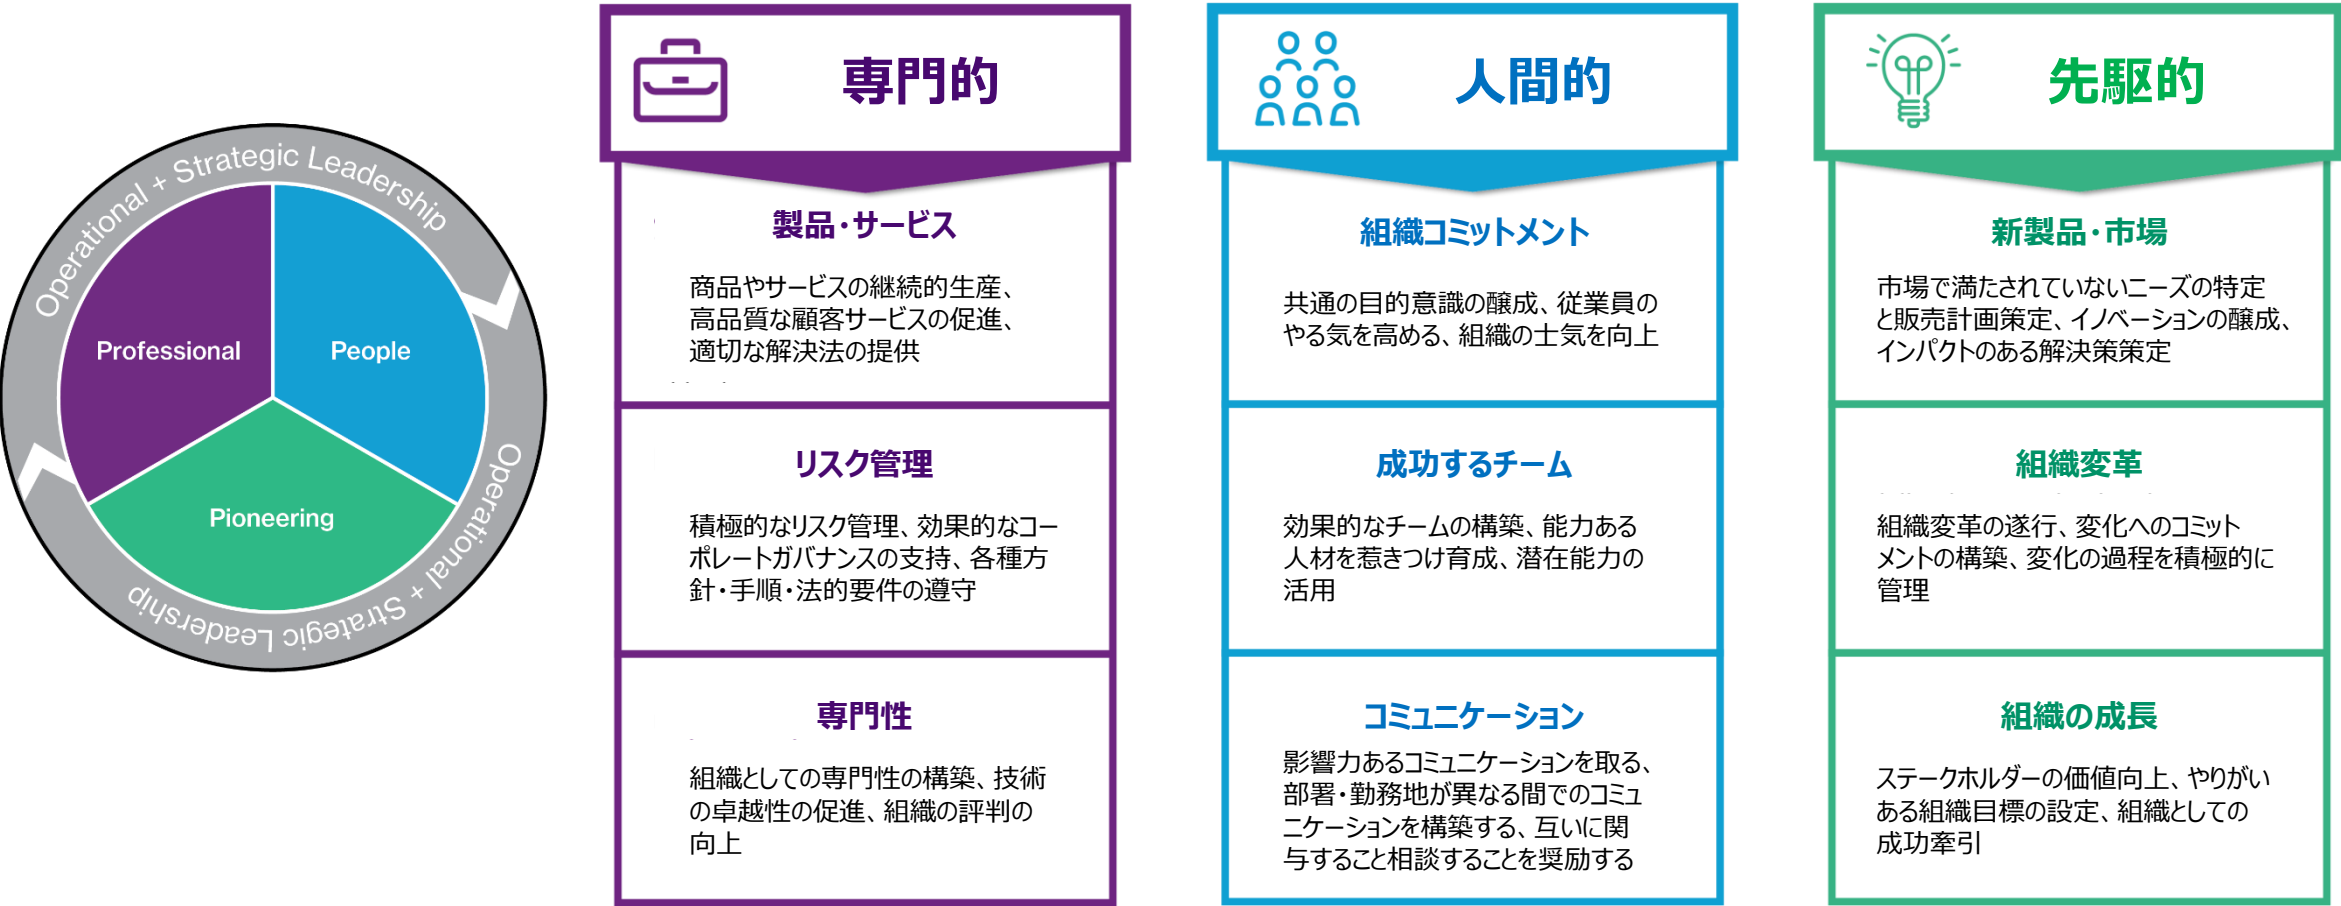 Operational + Strategic Leadership
Professional
People
Pioneering
Operational + Strategic Leadership
専門的
製品・サービス
商品やサービスの継続的生産、
高品質な顧客サービスの促進、
適切な解決法の提供
リスク管理
積極的なリスク管理、効果的なコー
ポレートガバナンスの支持、各種方
針・手順・法的要件の遵守
専門性
組織としての専門性の構築、技術
の卓越性の促進、組織の評判の
向上
人間的
組織コミットメント
共通の目的意識の醸成、従業員の
やる気を高める、組織の士気を向上
成功するチーム
効果的なチームの構築、能力ある
人材を惹きつけ育成、潜在能力の
活用
コミュニケーション
影響力あるコミュニケーションを取る、
部署・勤務地が異なる間でのコミュ
ニケーションを構築する、互いに関
与すること相談することを奨励する
先駆的
新製品・市場
市場で満たされていないニーズの特定
と販売計画策定、イノベーションの醸成、
インパクトのある解決策策定
組織変革
組織変革の遂行、変化へのコミット
メントの構築、変化の過程を積極的に
管理
組織の成長
ステークホルダーの価値向上、やりがい
ある組織目標の設定、組織としての
成功牽引